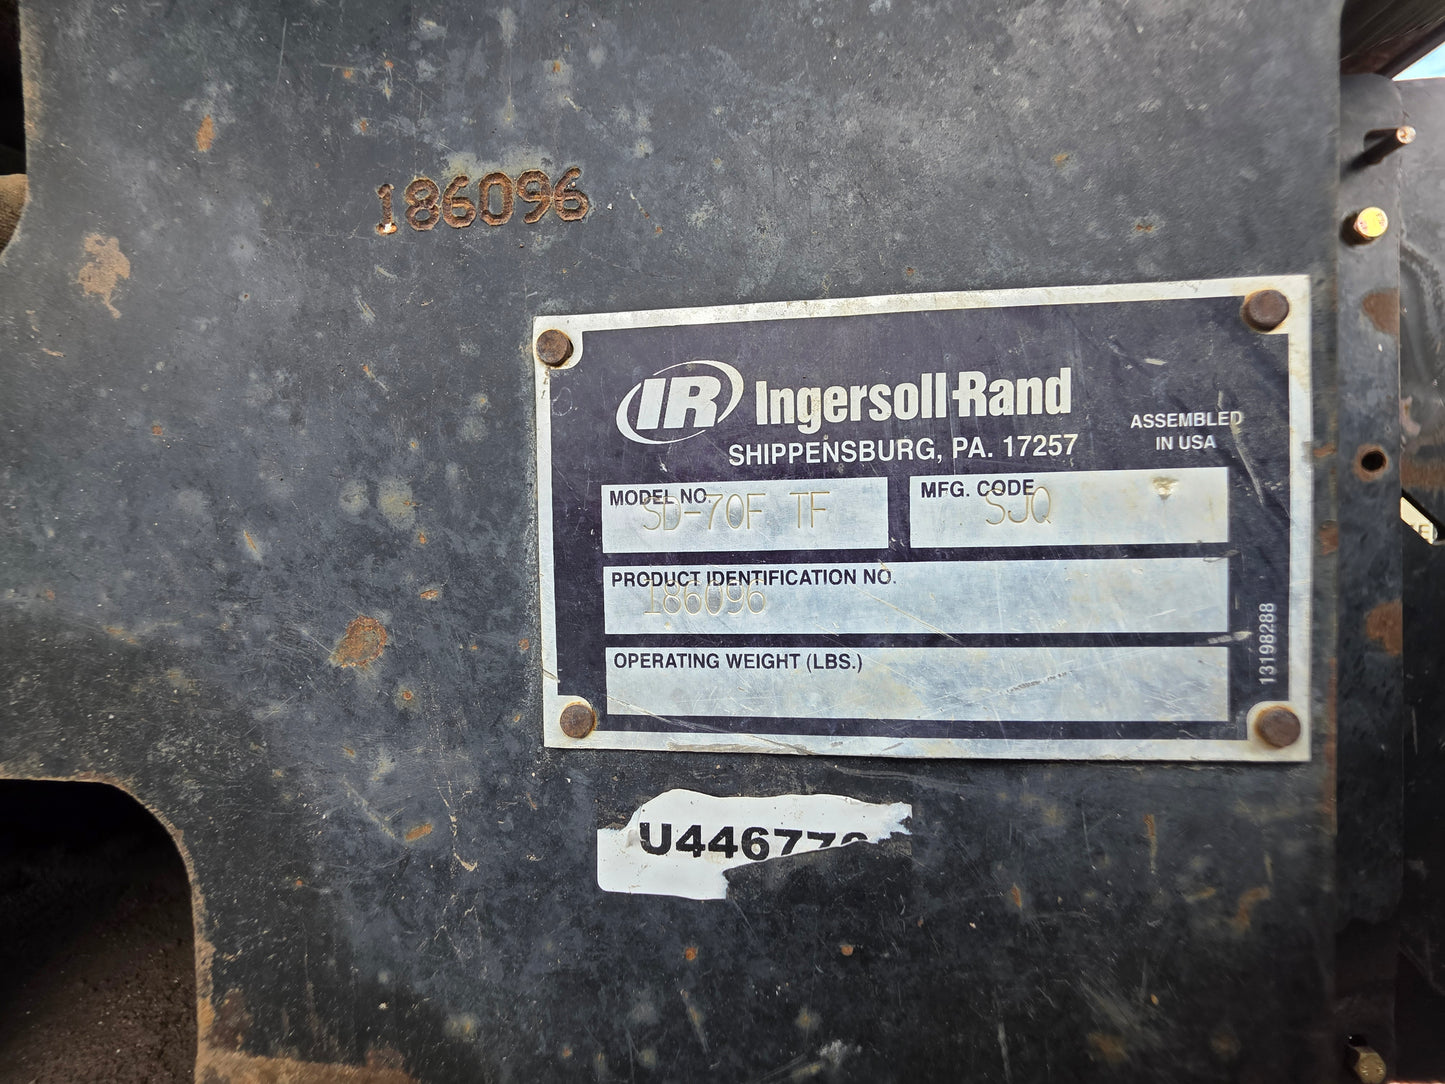 186096
IR Ingersoll-Rand
SHIPPENSBURG, PA. 17257
ASSEMBLED
IN USA
MODEL NO.
SD-70F TF
MFG. CODE
SJQ
PRODUCT IDENTIFICATION NO.
186096
OPERATING WEIGHT (LBS.)
13198288